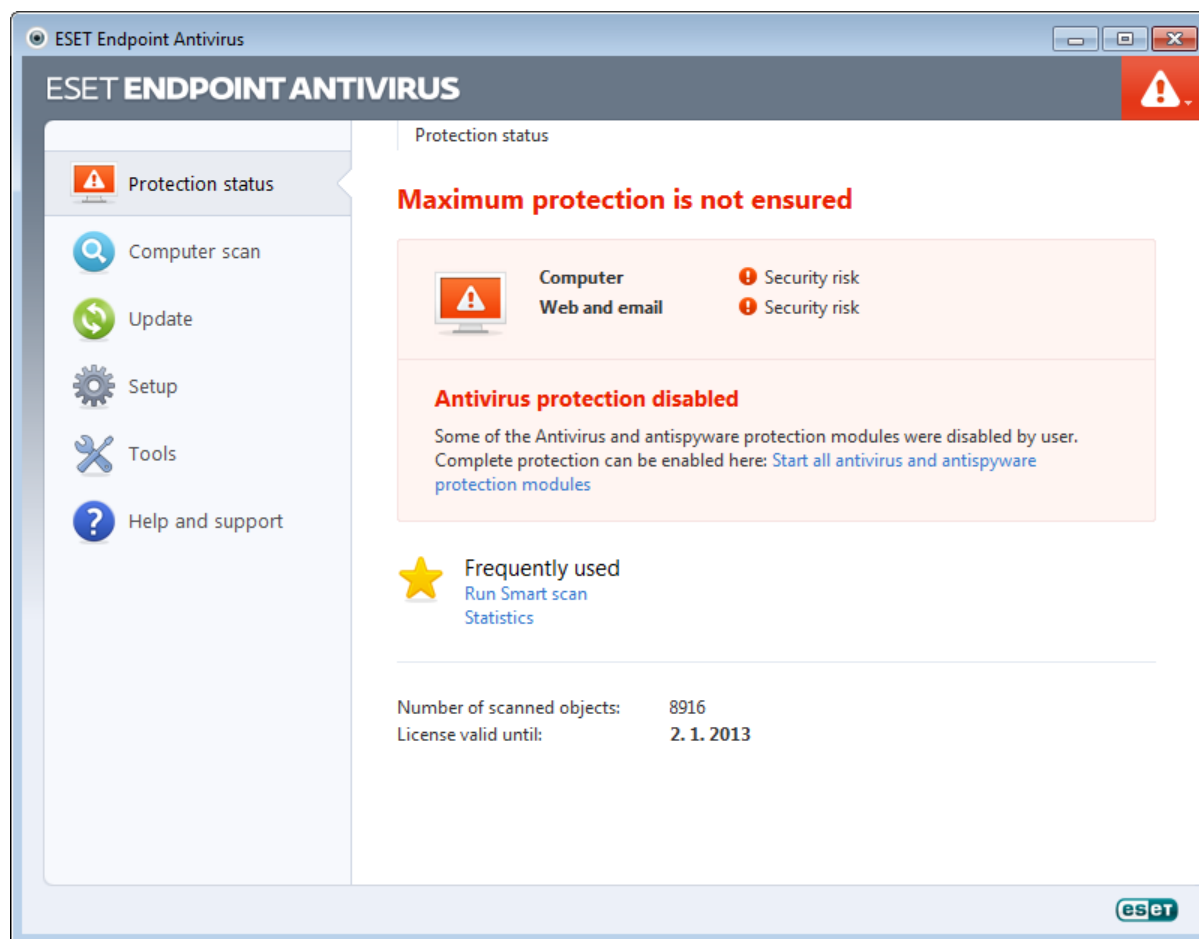 ESET Endpoint Antivirus
ESET ENDPOINT ANTIVIRUS
Protection status
Computer scan
Update
Setup
Tools
Help and support
Protection status
Maximum protection is not ensured
Computer Security risk
Web and email Security risk
Antivirus protection disabled
Some of the Antivirus and antispyware protection modules were disabled by user.
Complete protection can be enabled here: Start all antivirus and antispyware
protection modules
Frequently used
Run Smart scan
Statistics
Number of scanned objects: 8916
License valid until: 2. 1. 2013
eseT